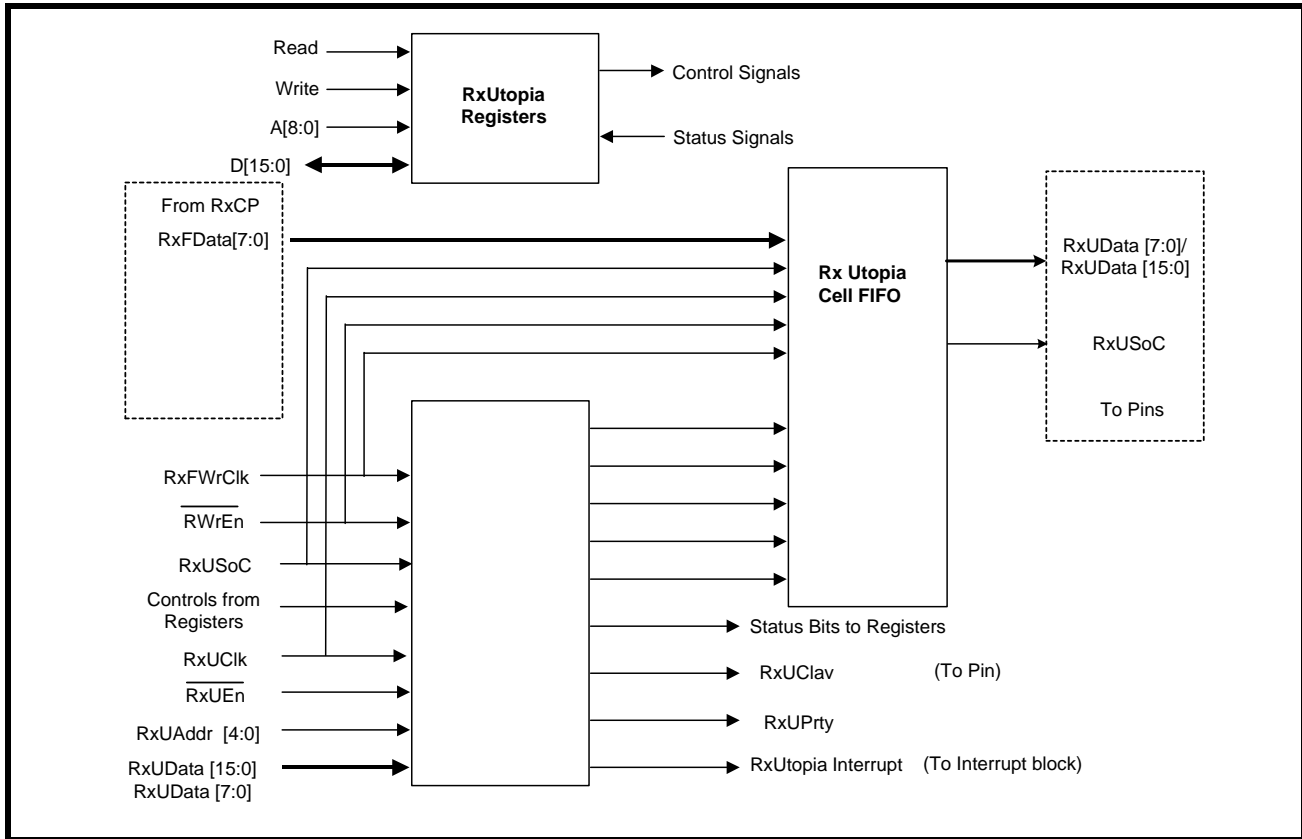 Read
Write
A[8:0]
D[15:0]
RxUtopia
Registers
Control Signals
Status Signals
From RxCP
RxFData[7:0]
Rx Utopia
Cell FIFO
RxUData [7:0]/
RxUData [15:0]
RxUSoC
To Pins
RxFWrClk
RWrEn
RxUSoC
Controls from
Registers
RxUClk
RxUEn
RxUAddr [4:0]
RxUData [15:0]
RxUData [7:0]
Status Bits to Registers
RxUClav (To Pin)
RxUPrty
RxUtopia Interrupt (To Interrupt block)